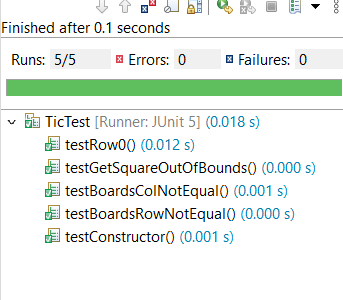 Finished after 0.1 seconds
Runs: 5/5 Errors: 0 Failures: 0
TicTest [Runner: JUnit 5] (0.018 s)
testRow0() (0.012 s)
testGetSquareOutOfBounds() (0.000 s)
testBoardsColNotEqual() (0.001 s)
testBoardsRowNotEqual() (0.000 s)
testConstructor() (0.001 s)